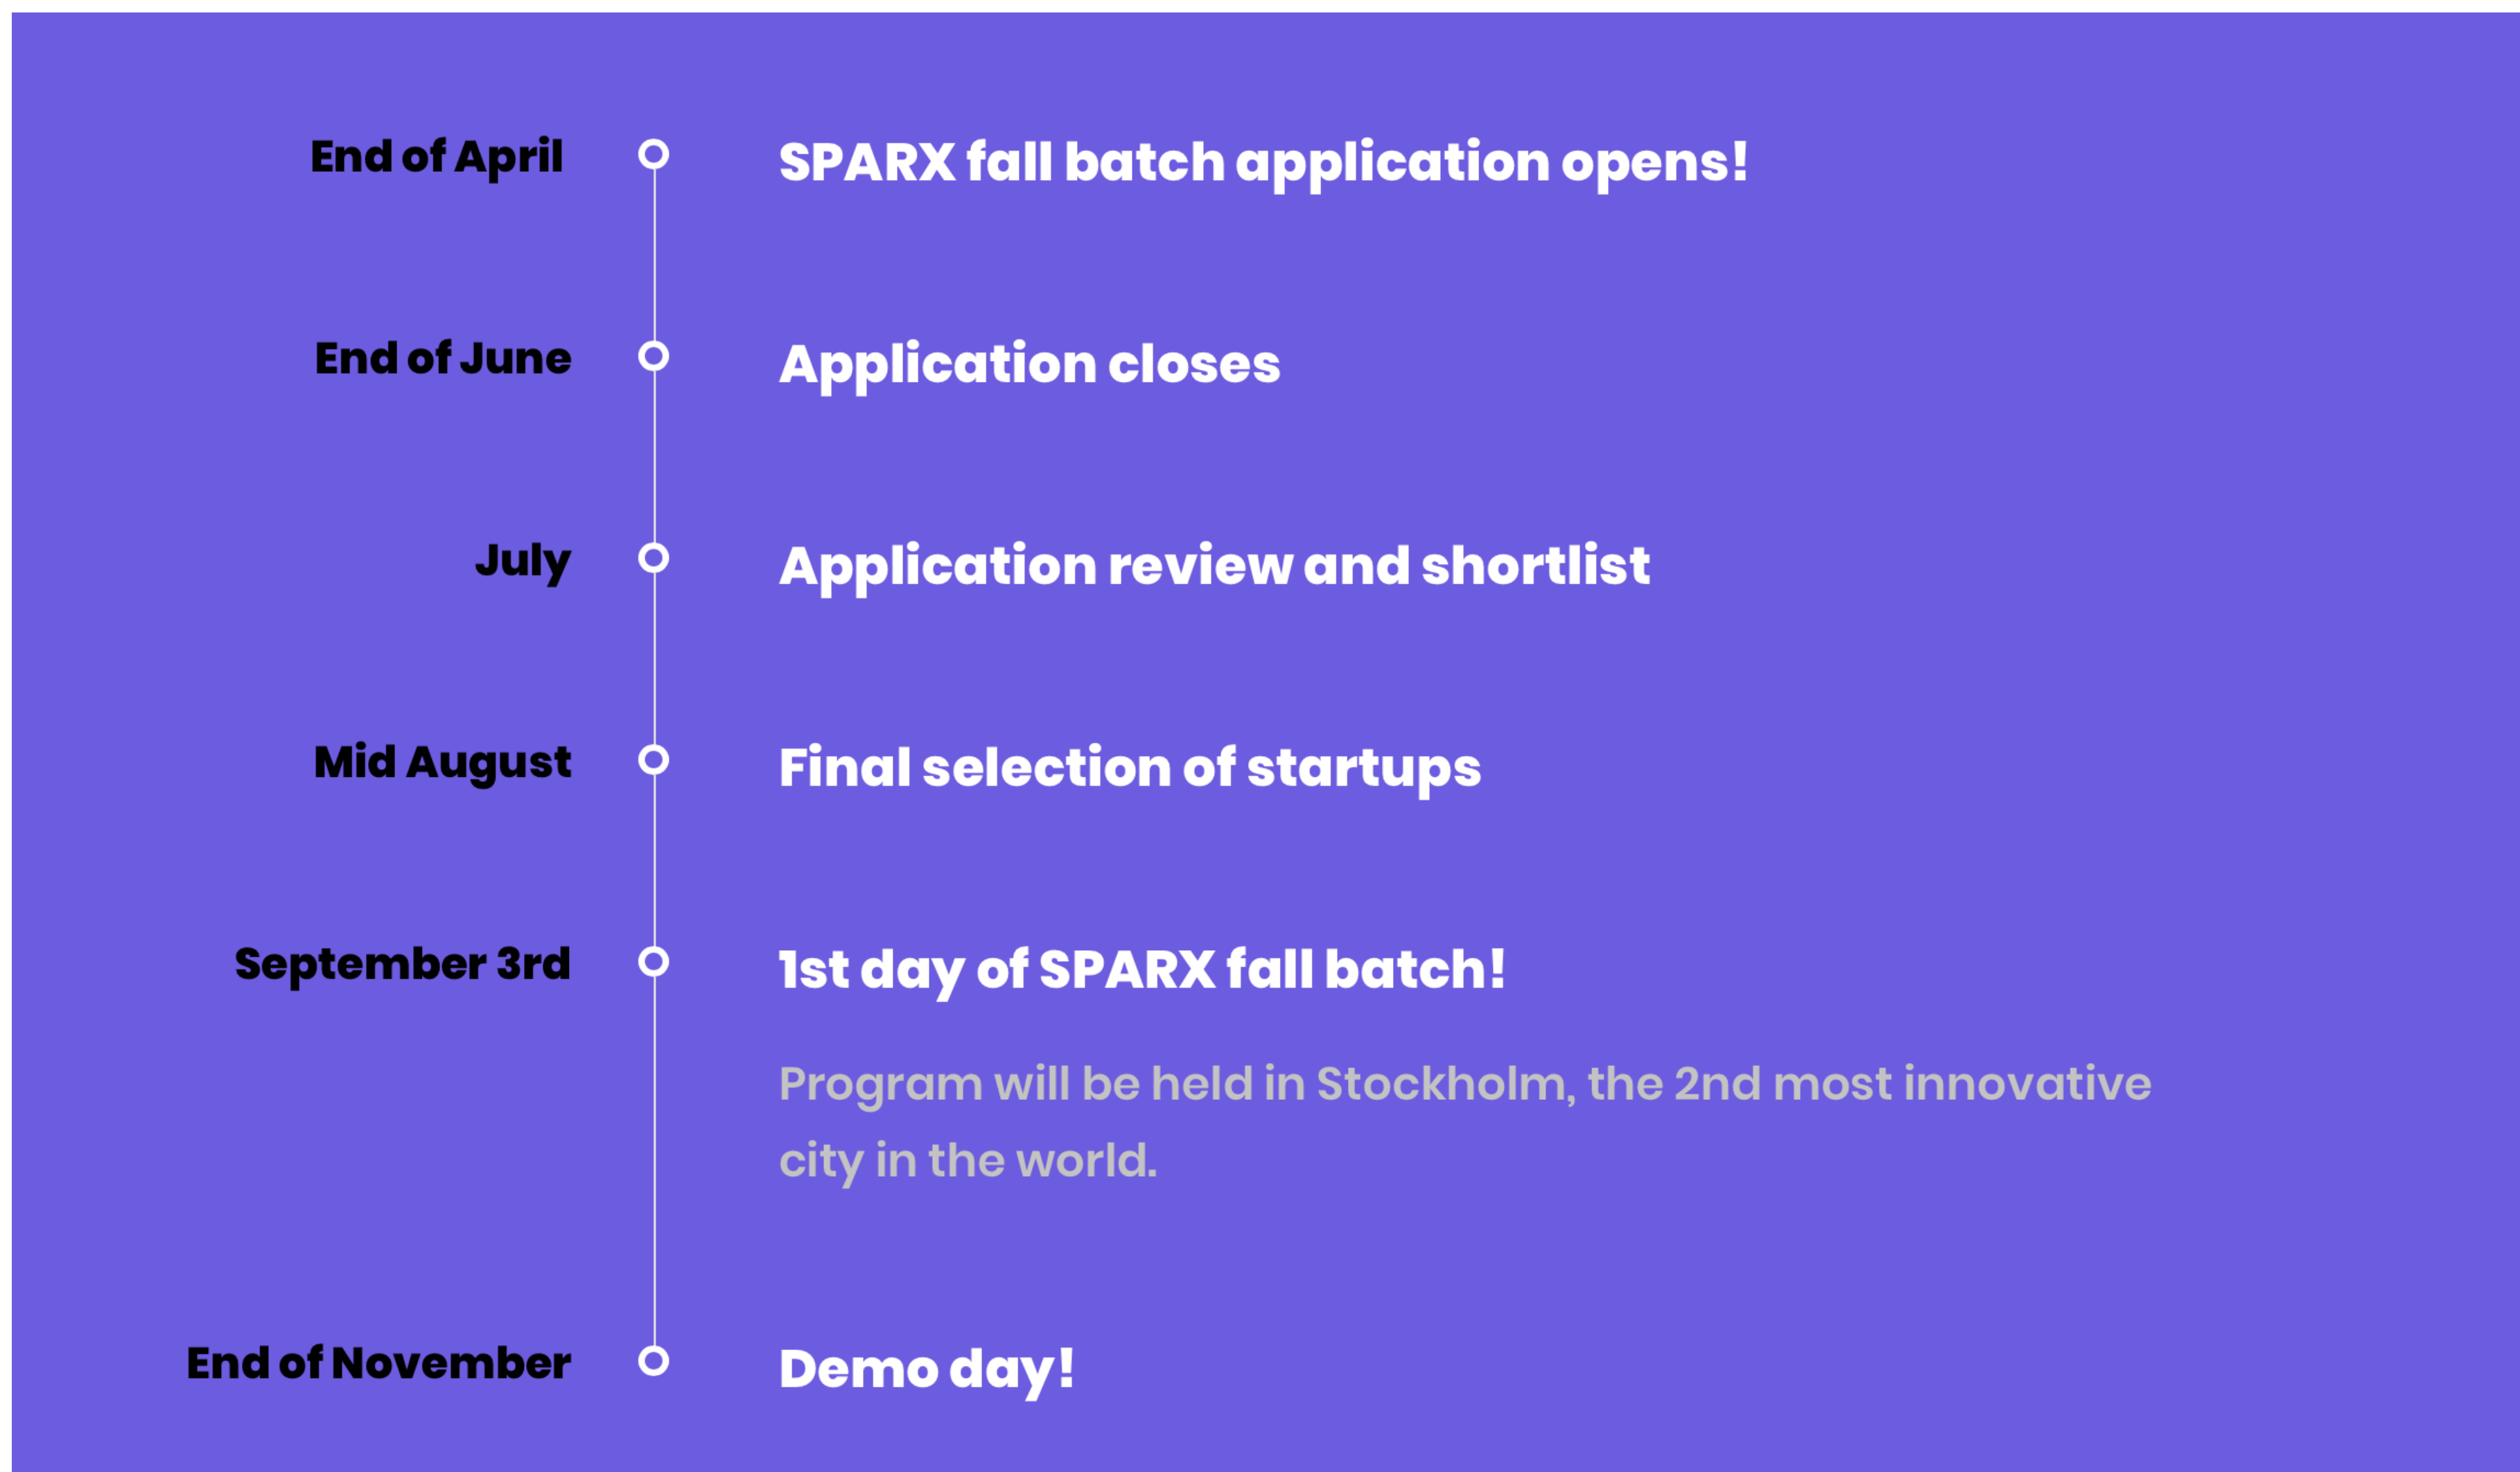 End of April
SPARX fall batch application opens!
End of June
Application closes
July
Application review and shortlist
Mid August
Final selection of startups
September 3rd
1st day of SPARX fall batch!
Program will be held in Stockholm, the 2nd most innovative
city in the world.
End of November
Demo day!